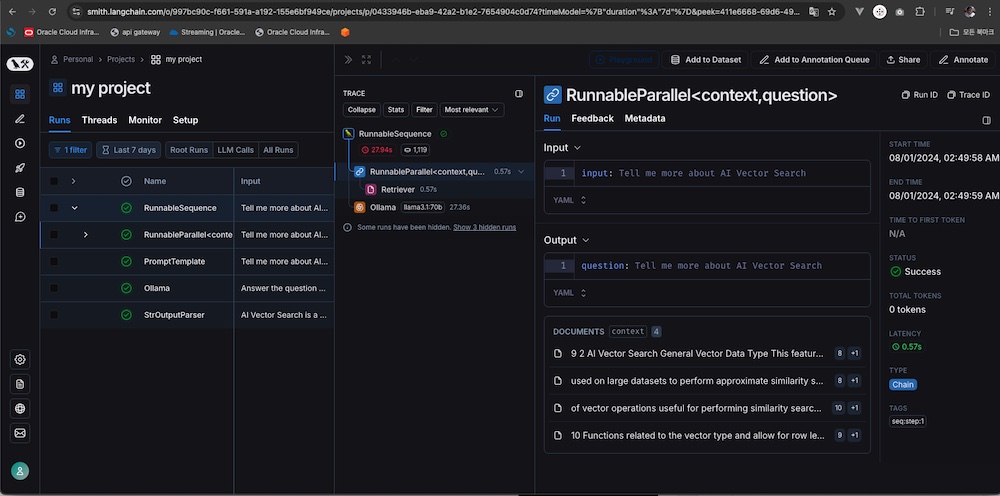 smith.langchain.com/o/997bc90c-f661-591a-a192-155e6bf949ce/projects/p/0433946b-eba9-42a2-b1e2-7654904c0d74?timeModel=%7B"duration"%3A"7d"%7D&peek=411e6668-69d6-49...
Oracle Cloud Infra...
api gateway
Streaming | Oracle...
Oracle Cloud Infra...
모든 북마크
Personal > Projects > my project
my project
Runs Threads Monitor Setup
1 filter Last 7 days Root Runs LLM Calls All Runs
Name Input
RunnableSequence Tell me more about AI...
RunnableParallel<conte Tell me more about AI...
PromptTemplate Tell me more about AI...
Ollama Answer the question ...
StrOutputParser AI Vector Search is a ...
TRACE
Collapse Stats Filter Most relevant
RunnableSequence
27.94s 1,119
RunnableParallel<context,qu... 0.57s
Retriever 0.57s
Ollama llama3.1:70b 27.36s
Some runs have been hidden. Show 3 hidden runs
Playground Add to Dataset Add to Annotation Queue Share Annotate
RunnableParallel<context,question>
Run ID Trace ID
Run Feedback Metadata
Input
1 input: Tell me more about AI Vector Search
YAML
Output
1 question: Tell me more about AI Vector Search
YAML
DOCUMENTS context 4
9 2 AI Vector Search General Vector Data Type This featur... 8 +1
used on large datasets to perform approximate similarity s... 8 +1
of vector operations useful for performing similarity searc... 10 +1
10 Functions related to the vector type and allow for row le... 9 +1
START TIME
08/01/2024, 02:49:58 AM
END TIME
08/01/2024, 02:49:59 AM
TIME TO FIRST TOKEN
N/A
STATUS
Success
TOTAL TOKENS
0 tokens
LATENCY
0.57s
TYPE
Chain
TAGS
seq:step:1